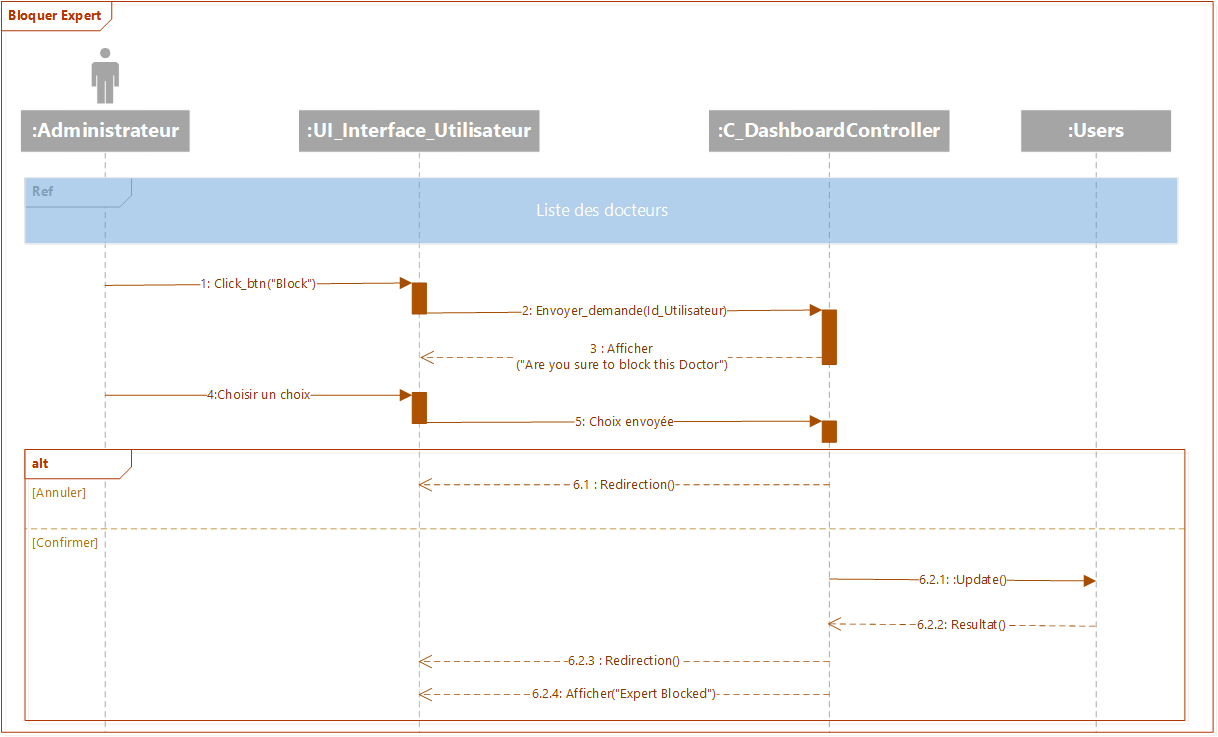 Bloquer Expert
:Administrateur
:UI_Interface_Utilisateur
:C_DashboardController
:Users
Ref
Liste des docteurs
1: Click_btn("Block")
2: Envoyer_demande(Id_Utilisateur)
3 : Afficher
("Are you sure to block this Doctor")
4:Choisir un choix
5: Choix envoyée
alt
[Annuler]
6.1 : Redirection()
[Confirmer]
6.2.1: :Update()
6.2.2: Resultat()
6.2.3 : Redirection()
6.2.4: Afficher("Expert Blocked")